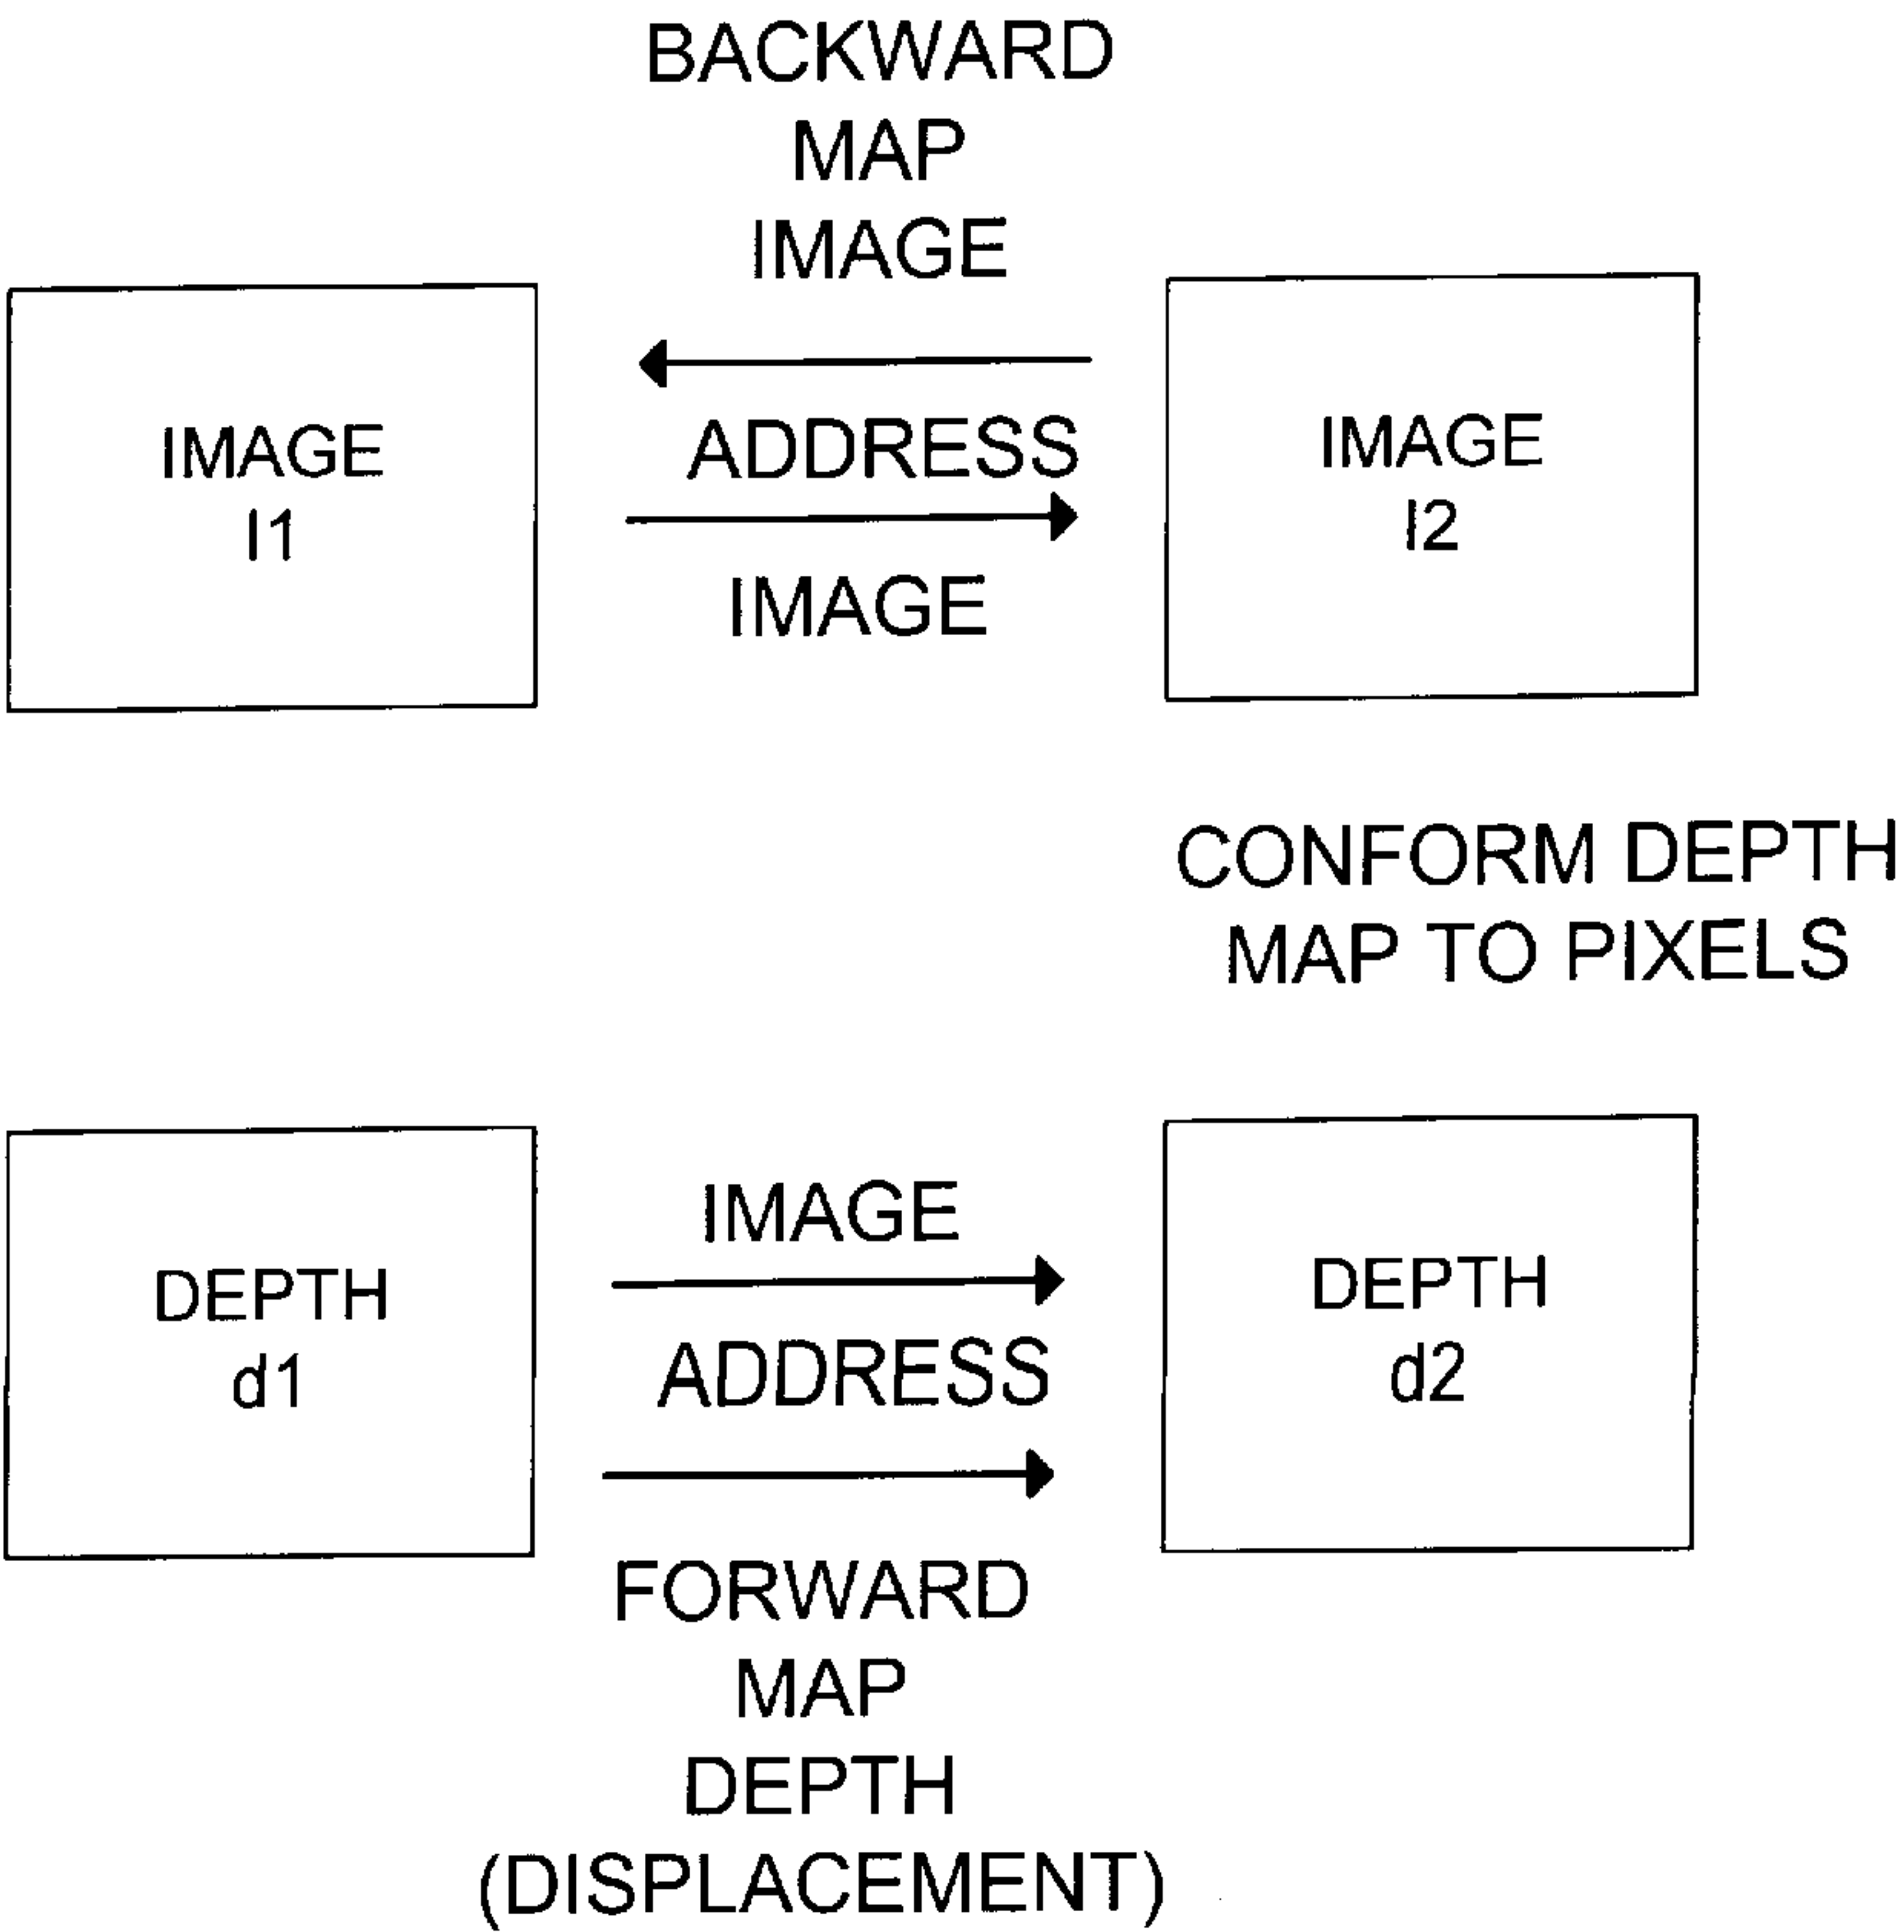 BACKWARD
MAP
IMAGE
IMAGE
I1
ADDRESS
IMAGE
IMAGE
I2
CONFORM DEPTH
MAP TO PIXELS
DEPTH
d1
IMAGE
ADDRESS
FORWARD
MAP
DEPTH
(DISPLACEMENT)
DEPTH
d2